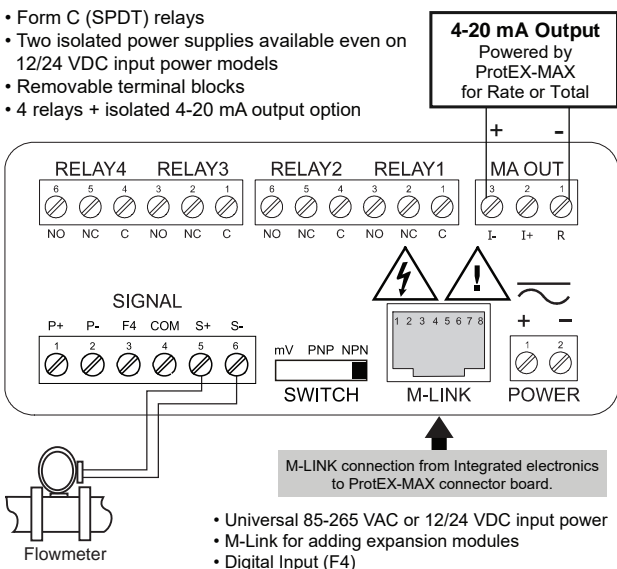 • Form C (SPDT) relays
• Two isolated power supplies available even on
12/24 VDC input power models
• Removable terminal blocks
• 4 relays + isolated 4-20 mA output option
4-20 mA Output
Powered by
ProtEX-MAX
for Rate or Total
+ -
RELAY4 RELAY3 RELAY2 RELAY1 MA OUT
6 5 4 3 2 1 6 5 4 3 2 1 3 2 1
NO NC C NO NC C NO NC C NO NC C I- I+ R
SIGNAL
P+ P- F4 COM S+ S-
1 2 3 4 5 6
mV PNP NPN
SWITCH
!
1 2 3 4 5 6 7 8
M-LINK
+ −
1 2
POWER
M-LINK connection from Integrated electronics
to ProtEX-MAX connector board.
Flowmeter
• Universal 85-265 VAC or 12/24 VDC input power
• M-Link for adding expansion modules
• Digital Input (F4)